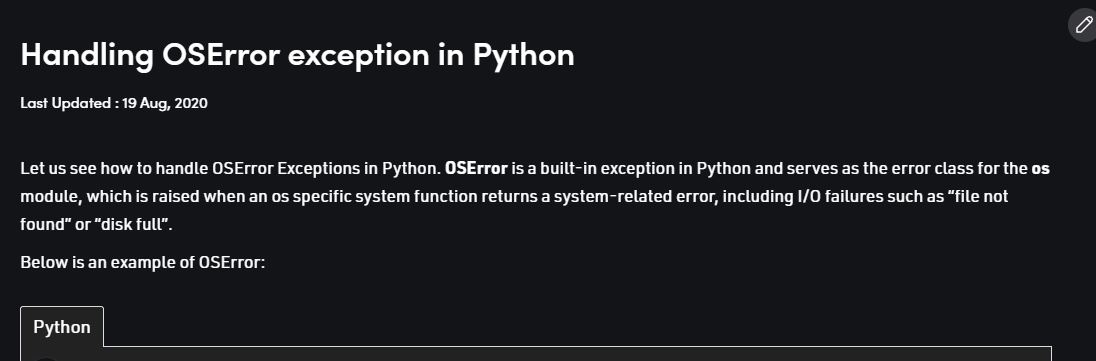 Handling OSError exception in Python
Last Updated : 19 Aug, 2020
Let us see how to handle OSError Exceptions in Python. OSError is a built-in exception in Python and serves as the error class for the os
module, which is raised when an os specific system function returns a system-related error, including I/O failures such as “file not
found” or “disk full”.
Below is an example of OSError:
Python